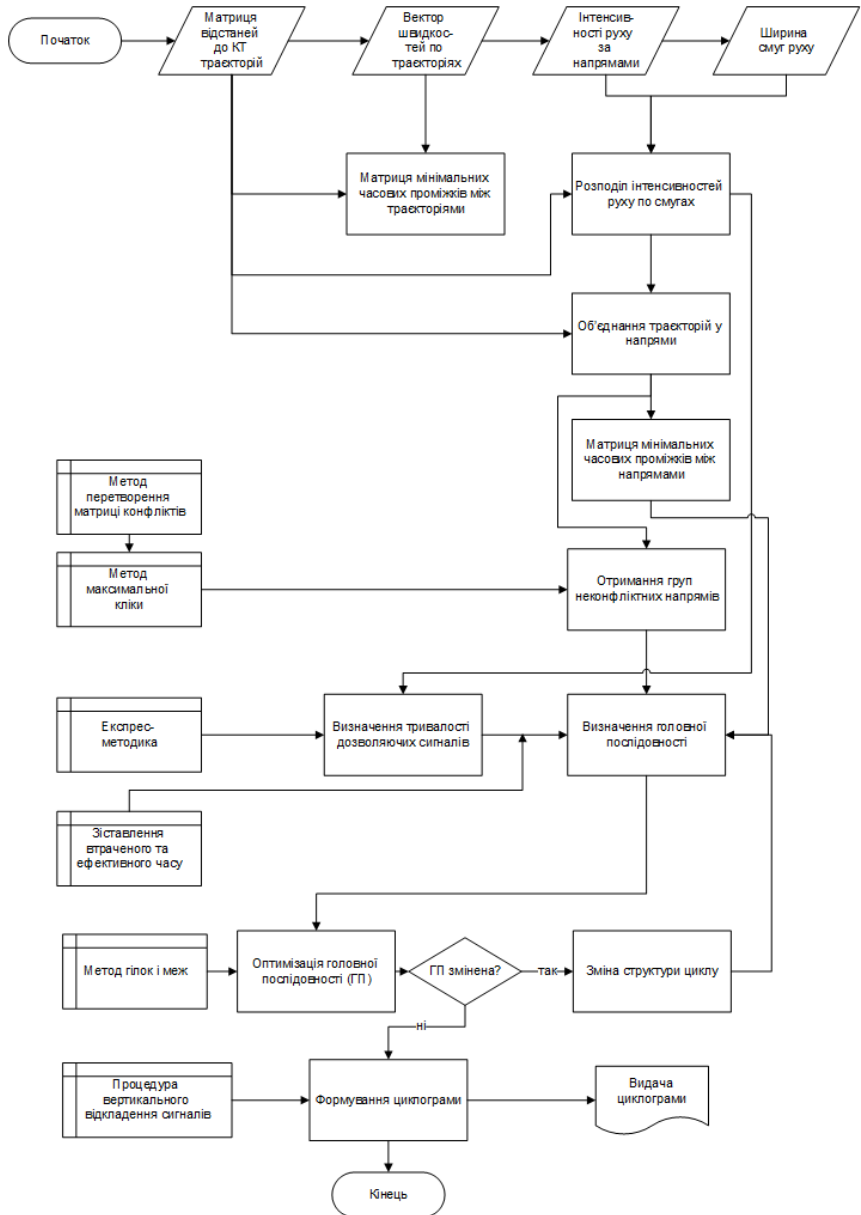 Початок
Матриця
відстаней
до КТ
траєкторій
Вектор
швидкос-
тей по
траєкторіях
Інтенсив-
ності руху
за
напрямами
Ширина
смуг руху
Матриця мінімальних
часових проміжків між
траєкторіями
Розподіл інтенсивностей
руху по смугах
Об'єднання траєкторій у
напрями
Матриця мінімальних
часових проміжків між
напрямами
Метод
перетворення
матриці конфліктів
Метод
максимальної
кліки
Отримання груп
неконфліктних напрямів
Експрес-
методика
Визначення тривалості
дозволяючих сигналів
Визначення головної
послідовності
Зіставлення
втраченого та
ефективного часу
Метод гілок і меж
Оптимізація головної
послідовності (ГП)
ГП змінена?
так
Зміна структури циклу
ні
Процедура
вертикального
відкладення сигналів
Формування циклограми
Видача
циклограми
Кінець